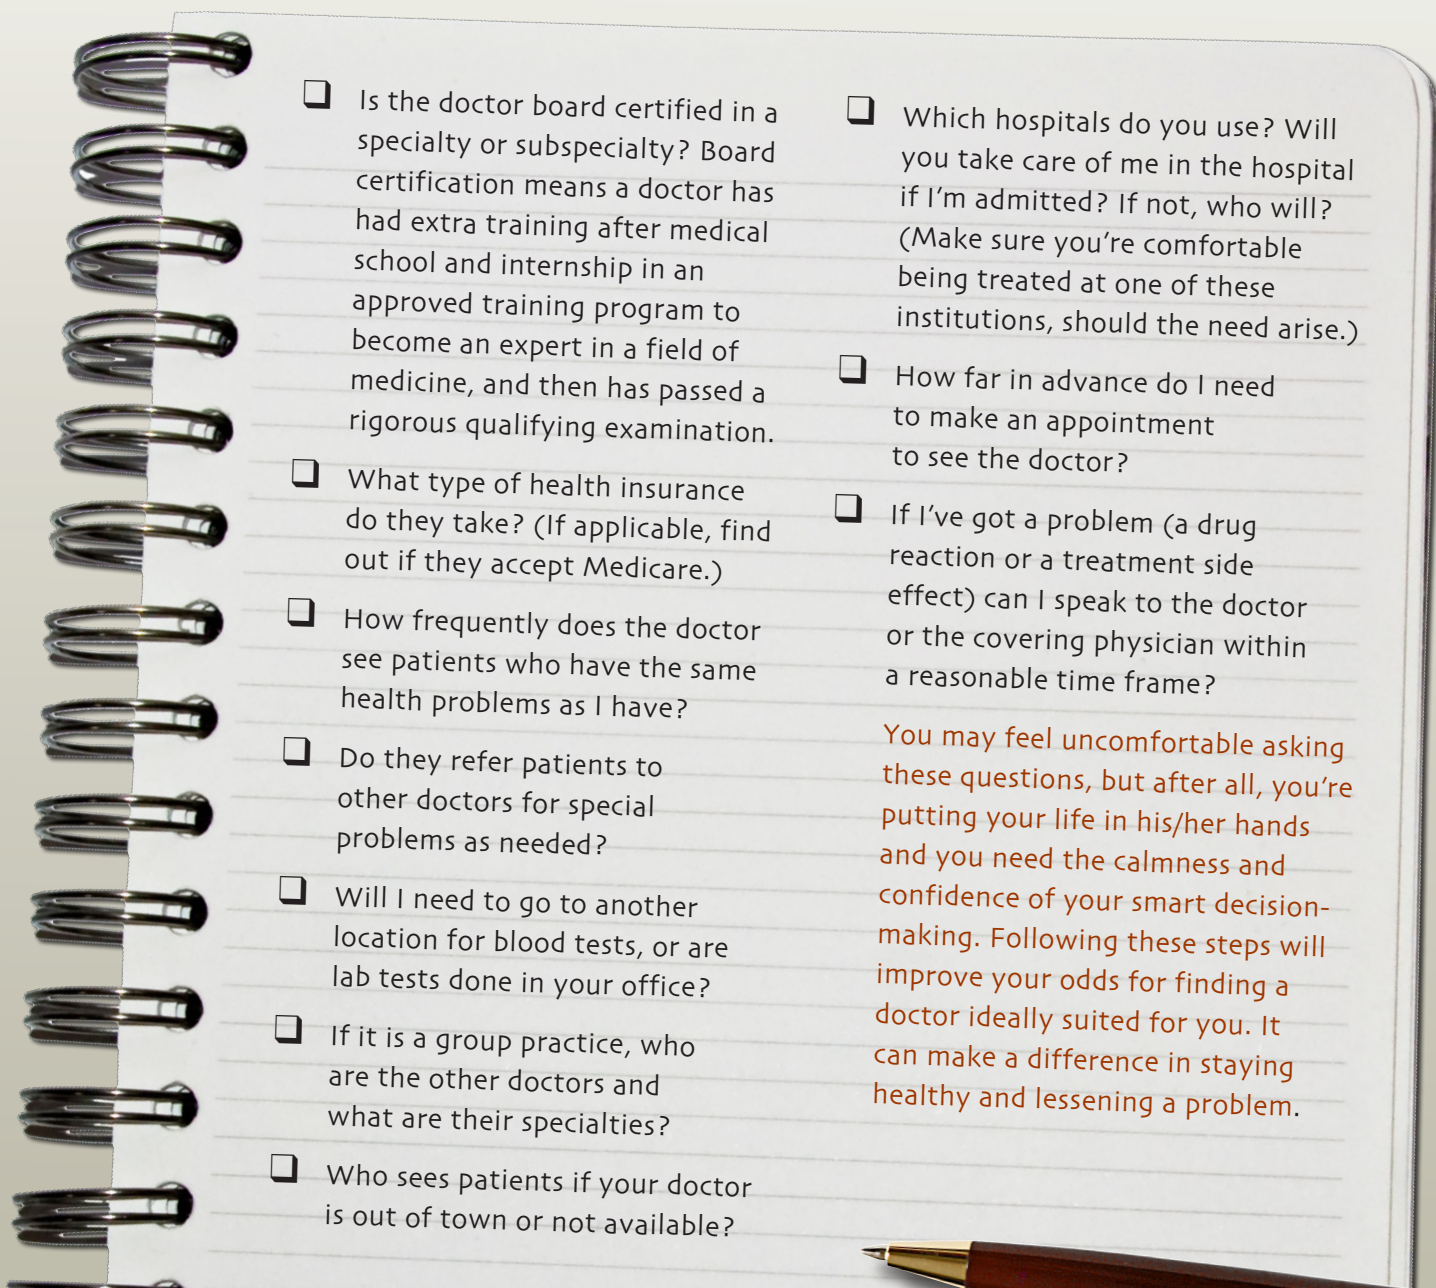 ❏ Is the doctor board certified in a
specialty or subspecialty? Board
certification means a doctor has
had extra training after medical
school and internship in an
approved training program to
become an expert in a field of
medicine, and then has passed a
rigorous qualifying examination.
❏ What type of health insurance
do they take? (If applicable, find
out if they accept Medicare.)
❏ How frequently does the doctor
see patients who have the same
health problems as I have?
❏ Do they refer patients to
other doctors for special
problems as needed?
❏ Will I need to go to another
location for blood tests, or are
lab tests done in your office?
❏ If it is a group practice, who
are the other doctors and
what are their specialties?
❏ Who sees patients if your doctor
is out of town or not available?
❏ Which hospitals do you use? Will
you take care of me in the hospital
if I'm admitted? If not, who will?
(Make sure you're comfortable
being treated at one of these
institutions, should the need arise.)
❏ How far in advance do I need
to make an appointment
to see the doctor?
❏ If I've got a problem (a drug
reaction or a treatment side
effect) can I speak to the doctor
or the covering physician within
a reasonable time frame?
You may feel uncomfortable asking
these questions, but after all, you're
putting your life in his/her hands
and you need the calmness and
confidence of your smart decision-
making. Following these steps will
improve your odds for finding a
doctor ideally suited for you. It
can make a difference in staying
healthy and lessening a problem.